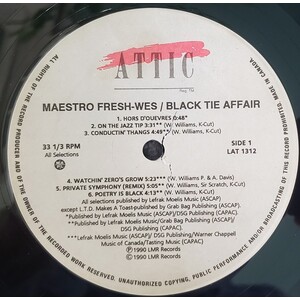 ATTIC
MAESTRO FRESH-WES / BLACK TIE AFFAIR
1. HORS D'OUEVRES 0:48*
2. ON THE JAZZ TIP 3:31** (W. Williams, K-Cut)
3. CONDUCTIN' THANGS 4:49** (W. Williams, K-Cut)
33 1/3 RPM
All Selections
SIDE 1
LAT 1312
4. WATCHIN' ZERO'S GROW 5:23*** (W. Williams P. & A. Davis)
5. PRIVATE SYMPHONY (REMIX) 5:05** (W. Williams, Sir Scratch, K-Cut)
6. POETRY IS BLACK 4:13** (W. Williams, K-Cut)
All selections published by Lefrak Moelis Music (ASCAP)
except L.T.D. Makes A Toast-published by Grab Bag Publishing (ASCAP)
*Published by Lefrak Moelis Music (ASCAP)/DSG Publishing (CAPAC)
**Published by Lefrak Moelis Music (ASCAP)/ DSG Publishing (CAPAC)/
Grab Bag Publishing (ASCAP)
***Lefrak Moelis Music (ASCAP)/ DSG Publishing/ Warner Chappell
Music of Canada/Tasting Music (CAPAC)
℗ 1990 LMR Records
© 1990 LMR Records
ALL RIGHTS OF THE RECORD PRODUCER AND OF THE OWNER OF THE RECORDED WORK RESERVED. UNAUTHORIZED COPYING, PUBLIC PERFORMANCE AND BROADCASTING OF THIS RECORD PROHIBITED. MADE IN CANADA.